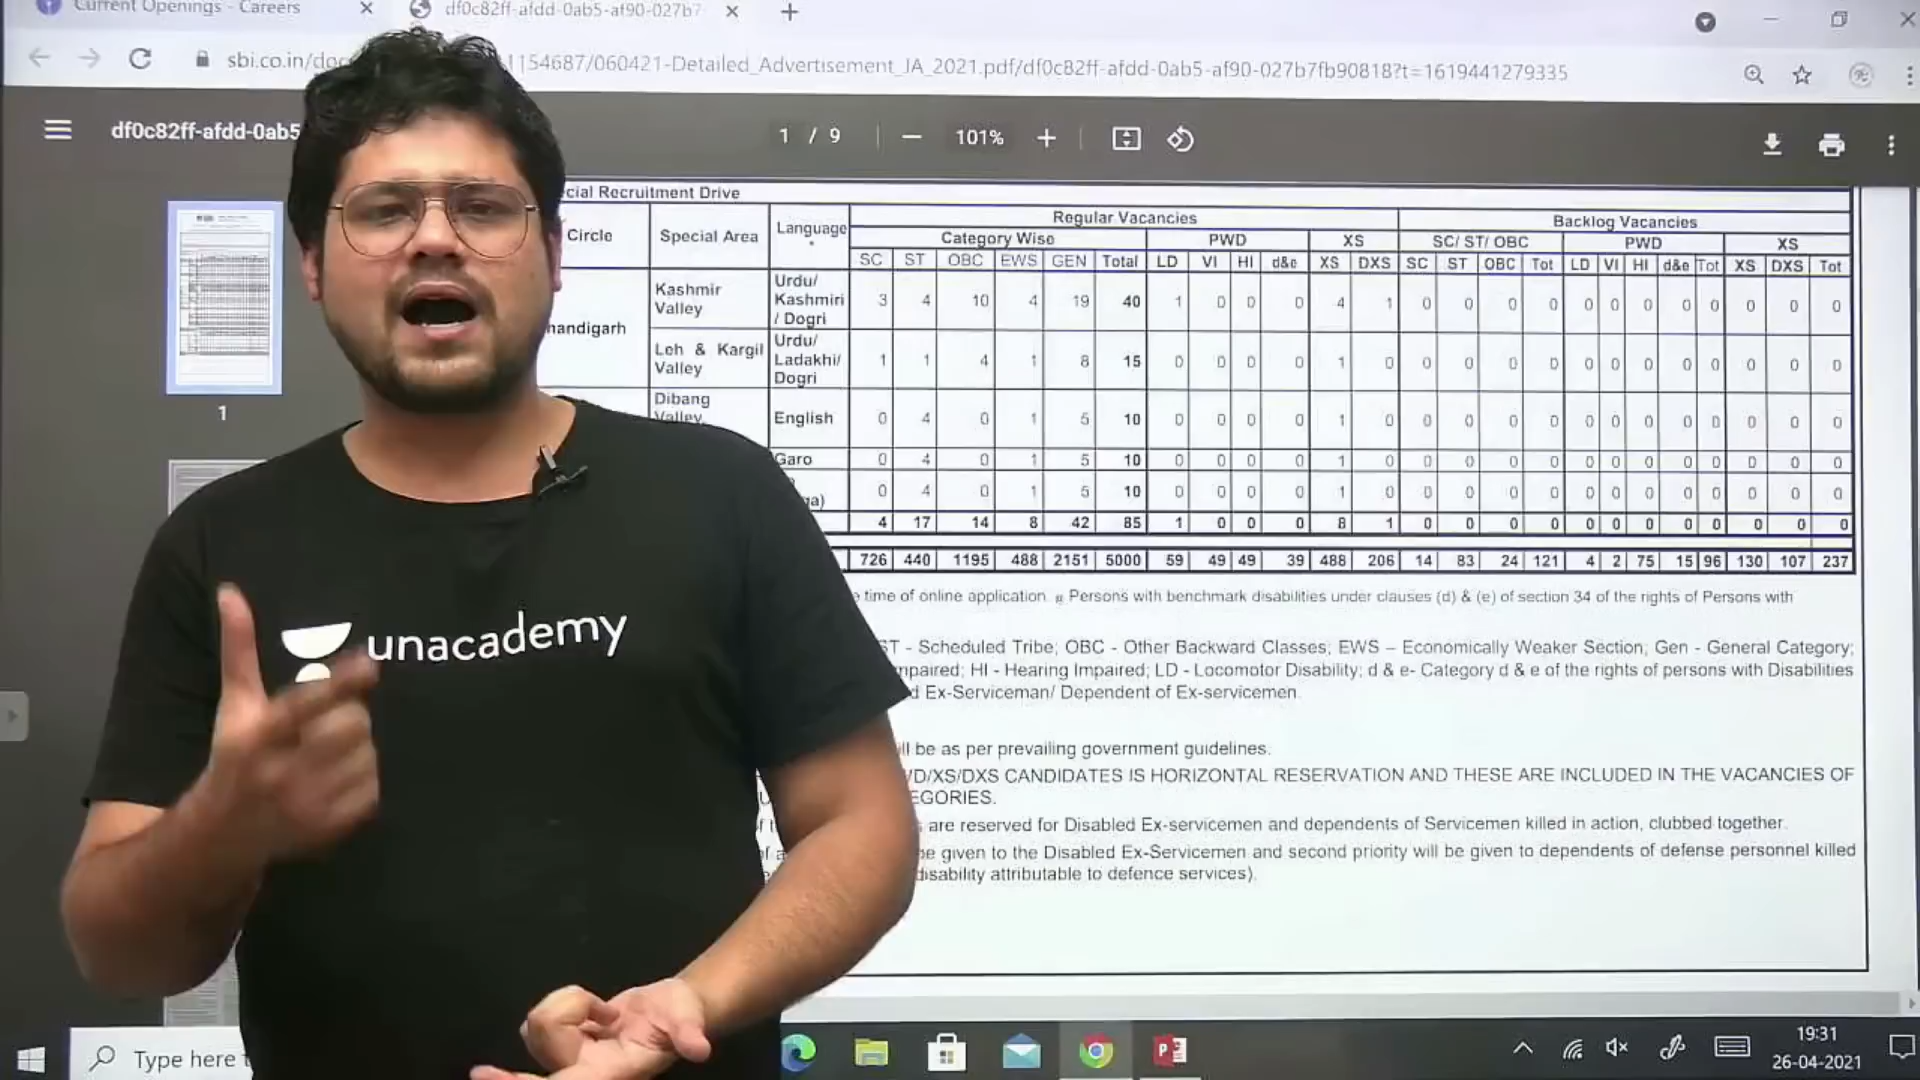 Current Openings - Careers
df0c82ff-afdd-0ab5-af90-027b7
sbi.co.in/doc
1154687/060421-Detailed_Advertisement_JA_2021.pdf/df0c82ff-afdd-0ab5-af90-027b7fb90818?t=1619441279335
df0c82ff-afdd-0ab5
1 / 9
101%
cial Recruitment Drive
Circle
Special Area
Language *
Regular Vacancies
Backlog Vacancies
Category Wise
PWD
XS
SC/ ST/ OBC
PWD
XS
SC ST OBC EWS GEN Total LD VI HI d&e XS DXS SC ST OBC Tot LD VI HI d&e Tot XS DXS Tot
handigarh
Kashmir Valley
Urdu/ Kashmiri / Dogri
3 4 10 4 19 40 1 0 0 0 4 1 0 0 0 0 0 0 0 0 0 0 0 0
Leh & Kargil Valley
Urdu/ Ladakhi/ Dogri
1 1 4 1 8 15 0 0 0 0 1 0 0 0 0 0 0 0 0 0 0 0 0 0
Dibang Valley,
English
0 4 0 1 5 10 0 0 0 0 1 0 0 0 0 0 0 0 0 0 0 0 0 0
Garo
0 4 0 1 5 10 0 0 0 0 1 0 0 0 0 0 0 0 0 0 0 0 0 0
ga)
0 4 0 1 5 10 0 0 0 0 1 0 0 0 0 0 0 0 0 0 0 0 0 0
4 17 14 8 42 85 1 0 0 0 8 1 0 0 0 0 0 0 0 0 0 0 0 0
726 440 1195 488 2151 5000 59 49 49 39 488 206 14 83 24 121 4 2 75 15 96 130 107 237
1
e time of online application # Persons with benchmark disabilities under clauses (d) & (e) of section 34 of the rights of Persons with
ST - Scheduled Tribe; OBC - Other Backward Classes; EWS – Economically Weaker Section; Gen - General Category;
mpaired; HI - Hearing Impaired; LD - Locomotor Disability; d & e- Category d & e of the rights of persons with Disabilities
d Ex-Serviceman/ Dependent of Ex-servicemen.
ll be as per prevailing government guidelines.
/D/XS/DXS CANDIDATES IS HORIZONTAL RESERVATION AND THESE ARE INCLUDED IN THE VACANCIES OF
EGORIES.
are reserved for Disabled Ex-servicemen and dependents of Servicemen killed in action, clubbed together.
be given to the Disabled Ex-Servicemen and second priority will be given to dependents of defense personnel killed
disability attributable to defence services).
unacademy
Type here t
19:31
26-04-2021